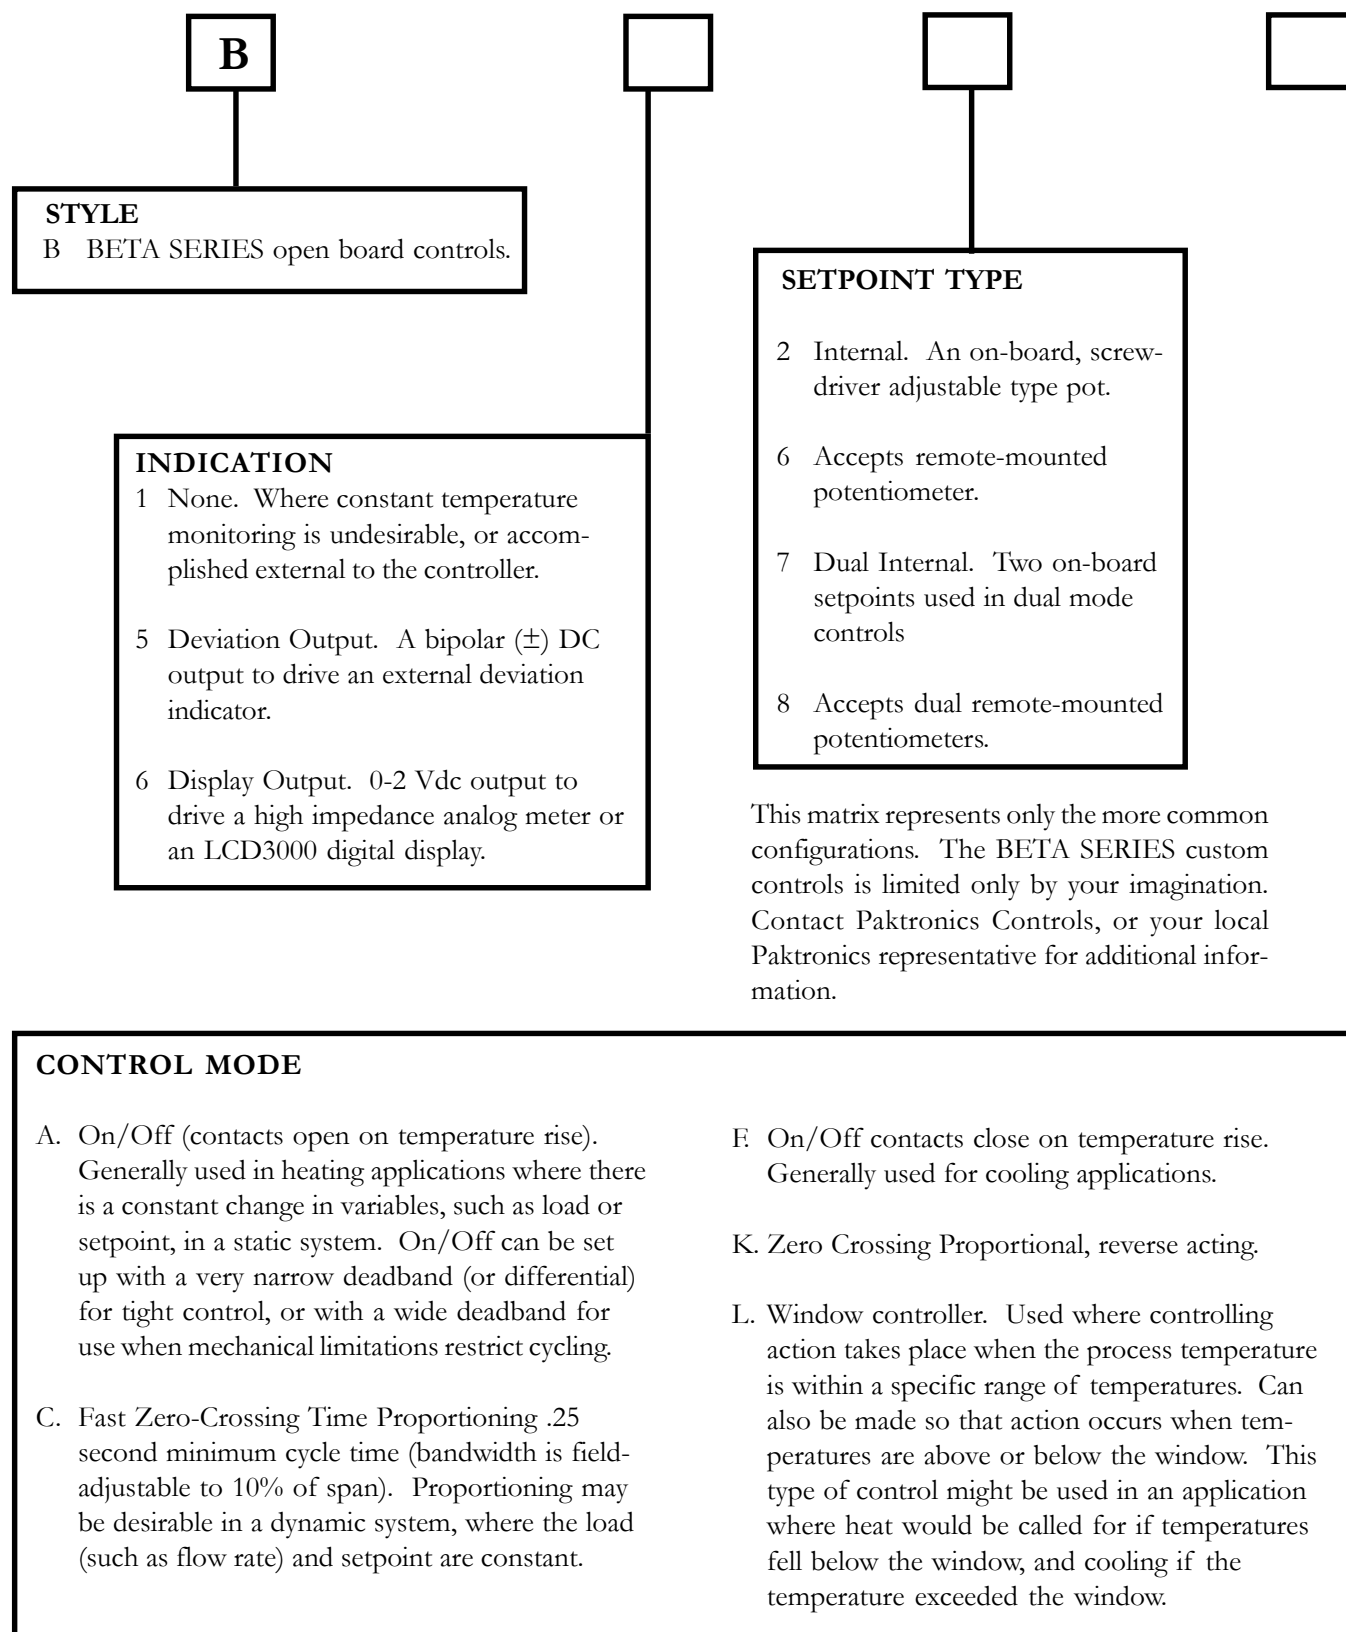 B
STYLE
B BETA SERIES open board controls.
INDICATION
1 None. Where constant temperature
monitoring is undesirable, or accom-
plished external to the controller.
5 Deviation Output. A bipolar (±) DC
output to drive an external deviation
indicator.
6 Display Output. 0-2 Vdc output to
drive a high impedance analog meter or
an LCD3000 digital display.
SETPOINT TYPE
2 Internal. An on-board, screw-
driver adjustable type pot.
6 Accepts remote-mounted
potentiometer.
7 Dual Internal. Two on-board
setpoints used in dual mode
controls
8 Accepts dual remote-mounted
potentiometers.
This matrix represents only the more common
configurations. The BETA SERIES custom
controls is limited only by your imagination.
Contact Paktronics Controls, or your local
Paktronics representative for additional infor-
mation.
CONTROL MODE
A. On/Off (contacts open on temperature rise).
Generally used in heating applications where there
is a constant change in variables, such as load or
setpoint, in a static system. On/Off can be set
up with a very narrow deadband (or differential)
for tight control, or with a wide deadband for
use when mechanical limitations restrict cycling.
C. Fast Zero-Crossing Time Proportioning .25
second minimum cycle time (bandwidth is field-
adjustable to 10% of span). Proportioning may
be desirable in a dynamic system, where the load
(such as flow rate) and setpoint are constant.
F. On/Off contacts close on temperature rise.
Generally used for cooling applications.
K. Zero Crossing Proportional, reverse acting.
L. Window controller. Used where controlling
action takes place when the process temperature
is within a specific range of temperatures. Can
also be made so that action occurs when tem-
peratures are above or below the window. This
type of control might be used in an application
where heat would be called for if temperatures
fell below the window, and cooling if the
temperature exceeded the window.